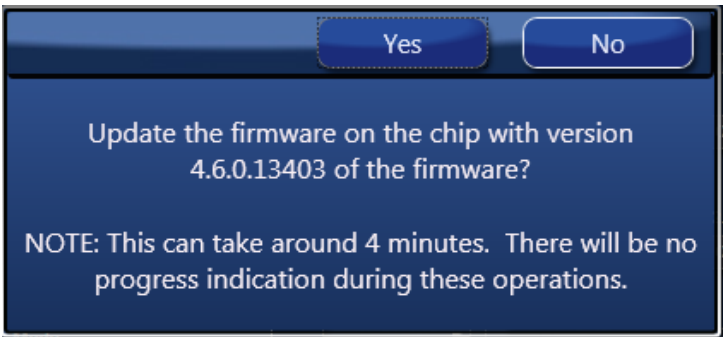 Yes No
Update the firmware on the chip with version
4.6.0.13403 of the firmware?
NOTE: This can take around 4 minutes.  There will be no
progress indication during these operations.